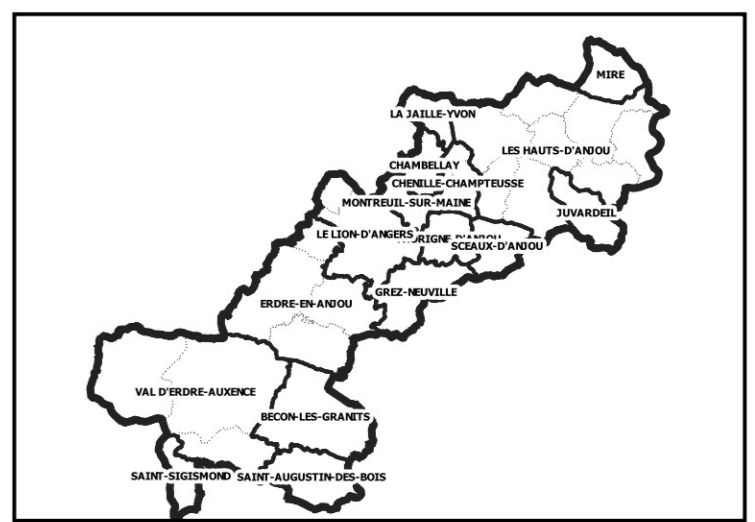 MIRE
LA JAILLE-YVON
LES HAUTS-D'ANJOU
CHAMBELLAY
CHENILLE-CHAMPTEUSSE
MONTREUIL-SUR-MAINE
JUVARDEIL
LE LION-D'ANGERS
SCEAUX-D'ANJOU
GREZ-NEUVILLE
ERDRE-EN-ANJOU
VAL D'ERDRE-AUXENCE
BECON-LES-GRANITS
SAINT-SIGISMOND
SAINT-AUGUSTIN-DES-BOIS